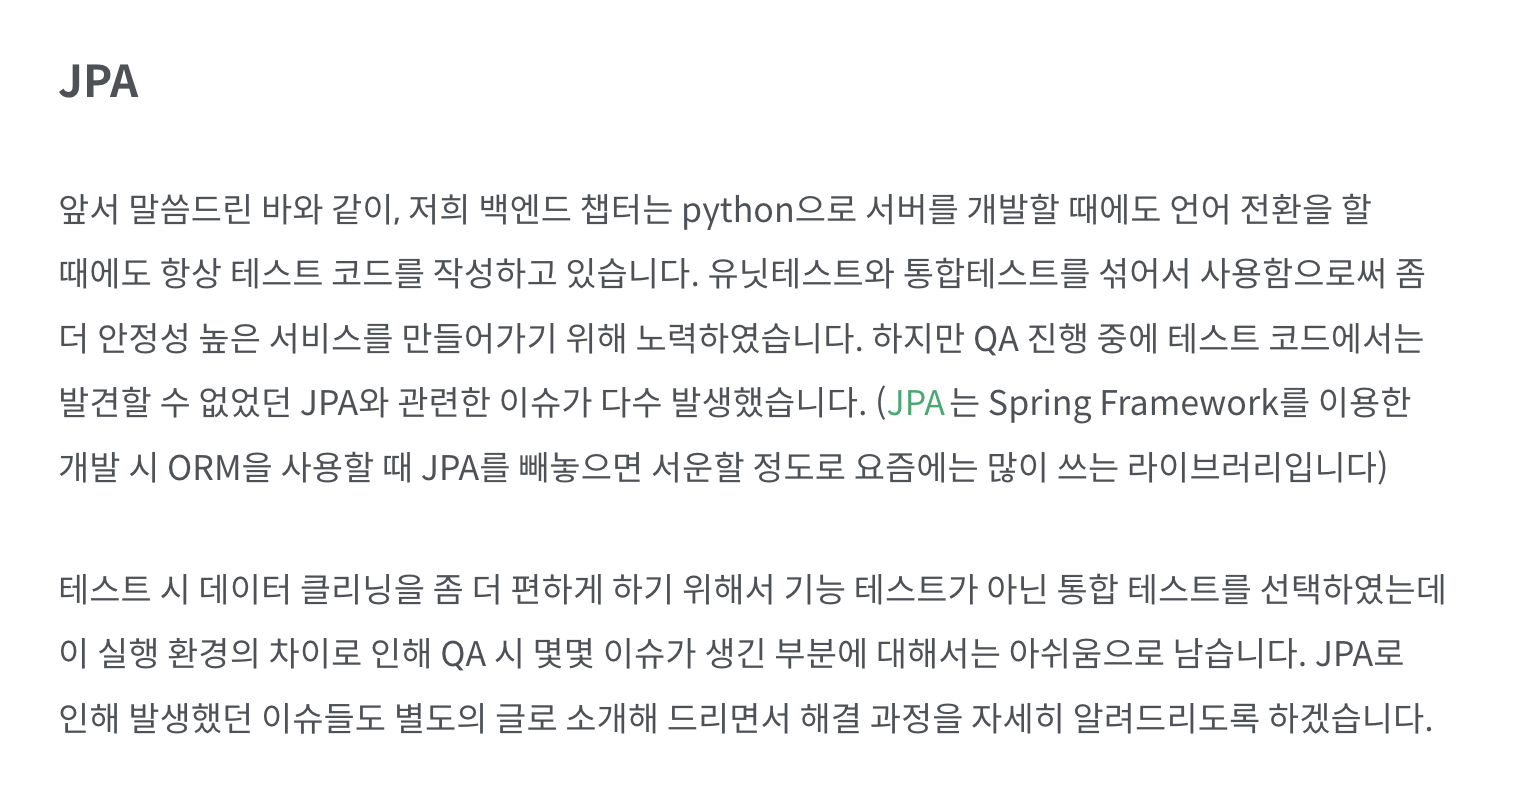 JPA
앞서 말씀드린 바와 같이, 저희 백엔드 챕터는 python으로 서버를 개발할 때에도 언어 전환을 할
때에도 항상 테스트 코드를 작성하고 있습니다. 유닛테스트와 통합테스트를 섞어서 사용함으로써 좀
더 안정성 높은 서비스를 만들어가기 위해 노력하였습니다. 하지만 QA 진행 중에 테스트 코드에서는
발견할 수 없었던 JPA와 관련한 이슈가 다수 발생했습니다. (JPA는 Spring Framework를 이용한
개발 시 ORM을 사용할 때 JPA를 빼놓으면 서운할 정도로 요즘에는 많이 쓰는 라이브러리입니다)
테스트 시 데이터 클리닝을 좀 더 편하게 하기 위해서 기능 테스트가 아닌 통합 테스트를 선택하였는데
이 실행 환경의 차이로 인해 QA 시 몇몇 이슈가 생긴 부분에 대해서는 아쉬움으로 남습니다. JPA로
인해 발생했던 이슈들도 별도의 글로 소개해 드리면서 해결 과정을 자세히 알려드리도록 하겠습니다.